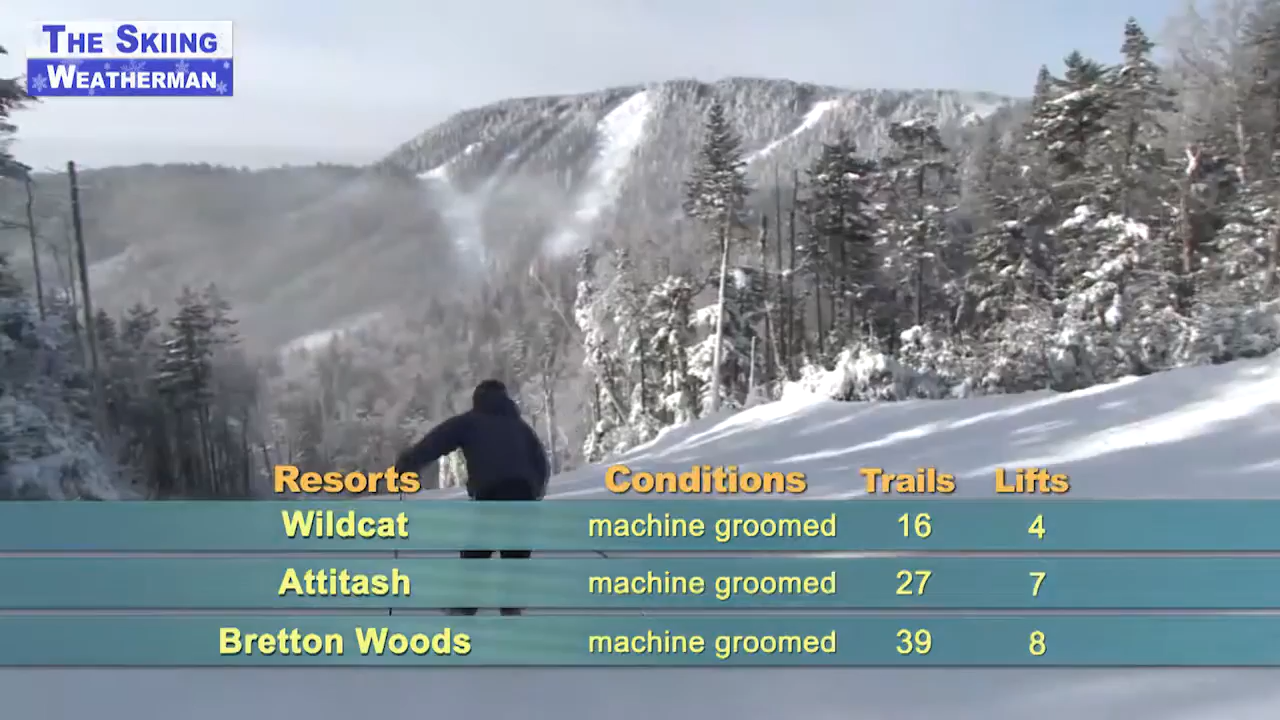 THE SKIING
WEATHERMAN
Resorts Conditions Trails Lifts
Wildcat machine groomed 16 4
Attitash machine groomed 27 7
Bretton Woods machine groomed 39 8